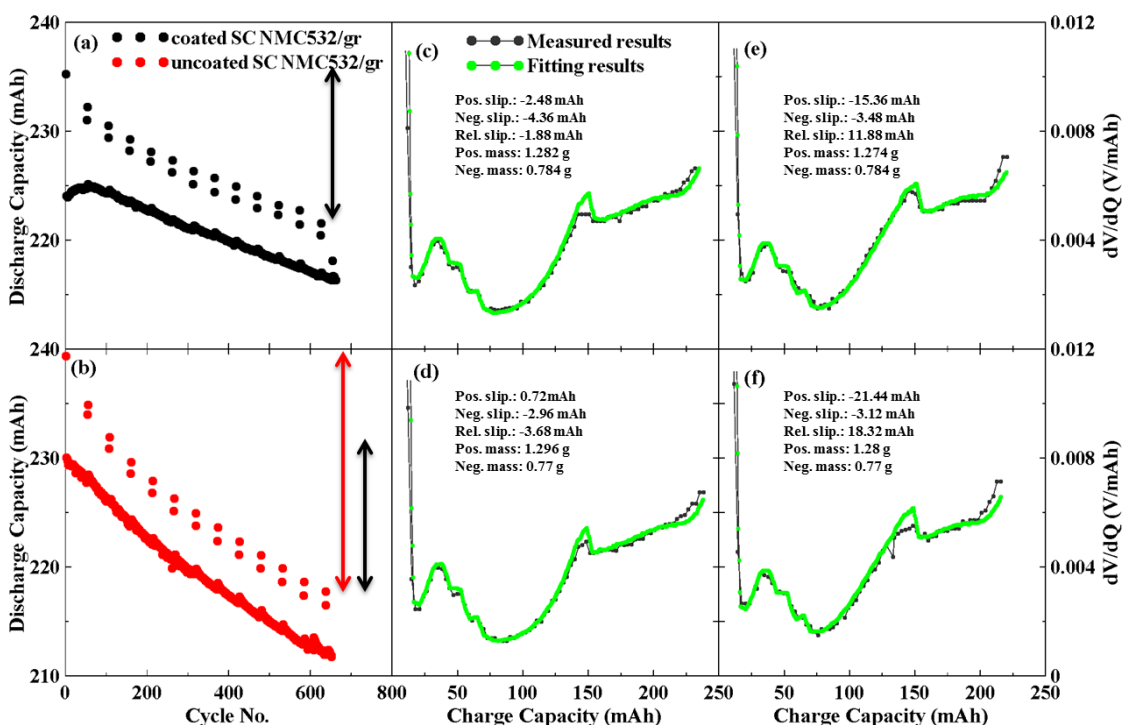 240
(a)
coated SC NMC532/gr
uncoated SC NMC532/gr
230
220
240
Discharge Capacity (mAh)
(b)
230
220
210
Discharge Capacity (mAh)
0 200 400 600 800
Cycle No.
(c)
Measured results
Fitting results
Pos. slip.: -2.48 mAh
Neg. slip.: -4.36 mAh
Rel. slip.: -1.88 mAh
Pos. mass: 1.282 g
Neg. mass: 0.784 g
(e)
Pos. slip.: -15.36 mAh
Neg. slip.: -3.48 mAh
Rel. slip.: 11.88 mAh
Pos. mass: 1.274 g
Neg. mass: 0.784 g
(d)
Pos. slip.: 0.72mAh
Neg. slip.: -2.96 mAh
Rel. slip.: -3.68 mAh
Pos. mass: 1.296 g
Neg. mass: 0.77 g
(f)
Pos. slip.: -21.44 mAh
Neg. slip.: -3.12 mAh
Rel. slip.: 18.32 mAh
Pos. mass: 1.28 g
Neg. mass: 0.77 g
50 100 150 200
Charge Capacity (mAh)
50 100 150 200 250
Charge Capacity (mAh)
0.012
0.008
0.004
0.012
dV/dQ (V/mAh)
0.008
0.004
0
dV/dQ (V/mAh)